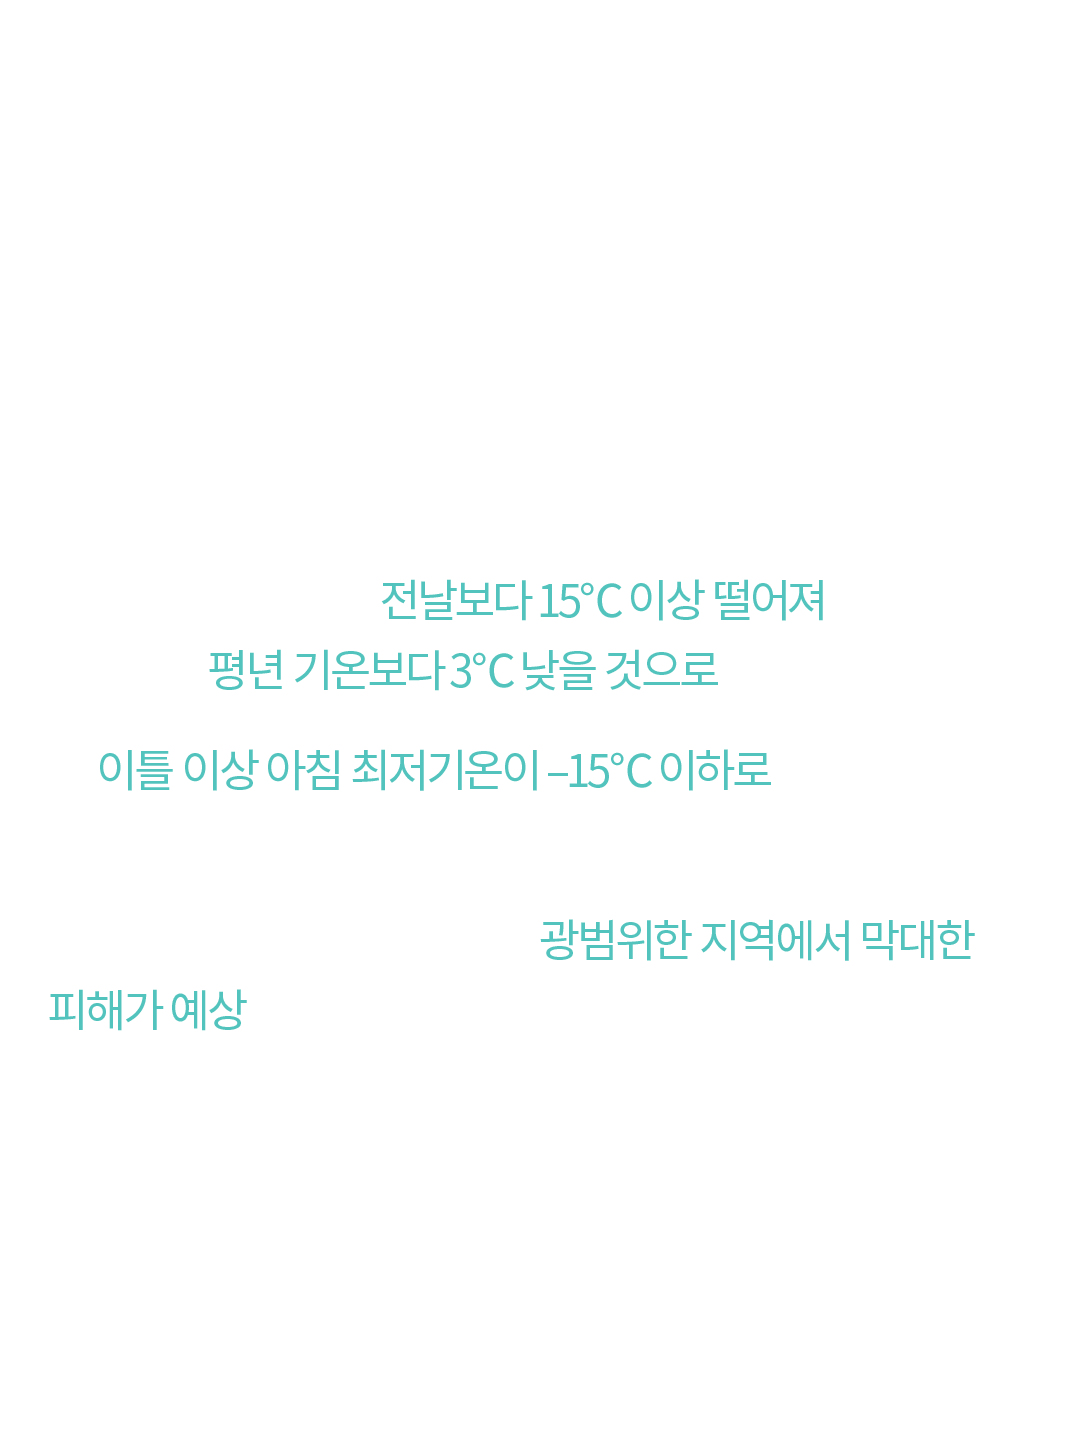 전날보다 15℃ 이상 떨어져
평년 기온보다 3℃ 낮을 것으로
이틀 이상 아침 최저기온이 –15℃ 이하로
광범위한 지역에서 막대한
피해가 예상